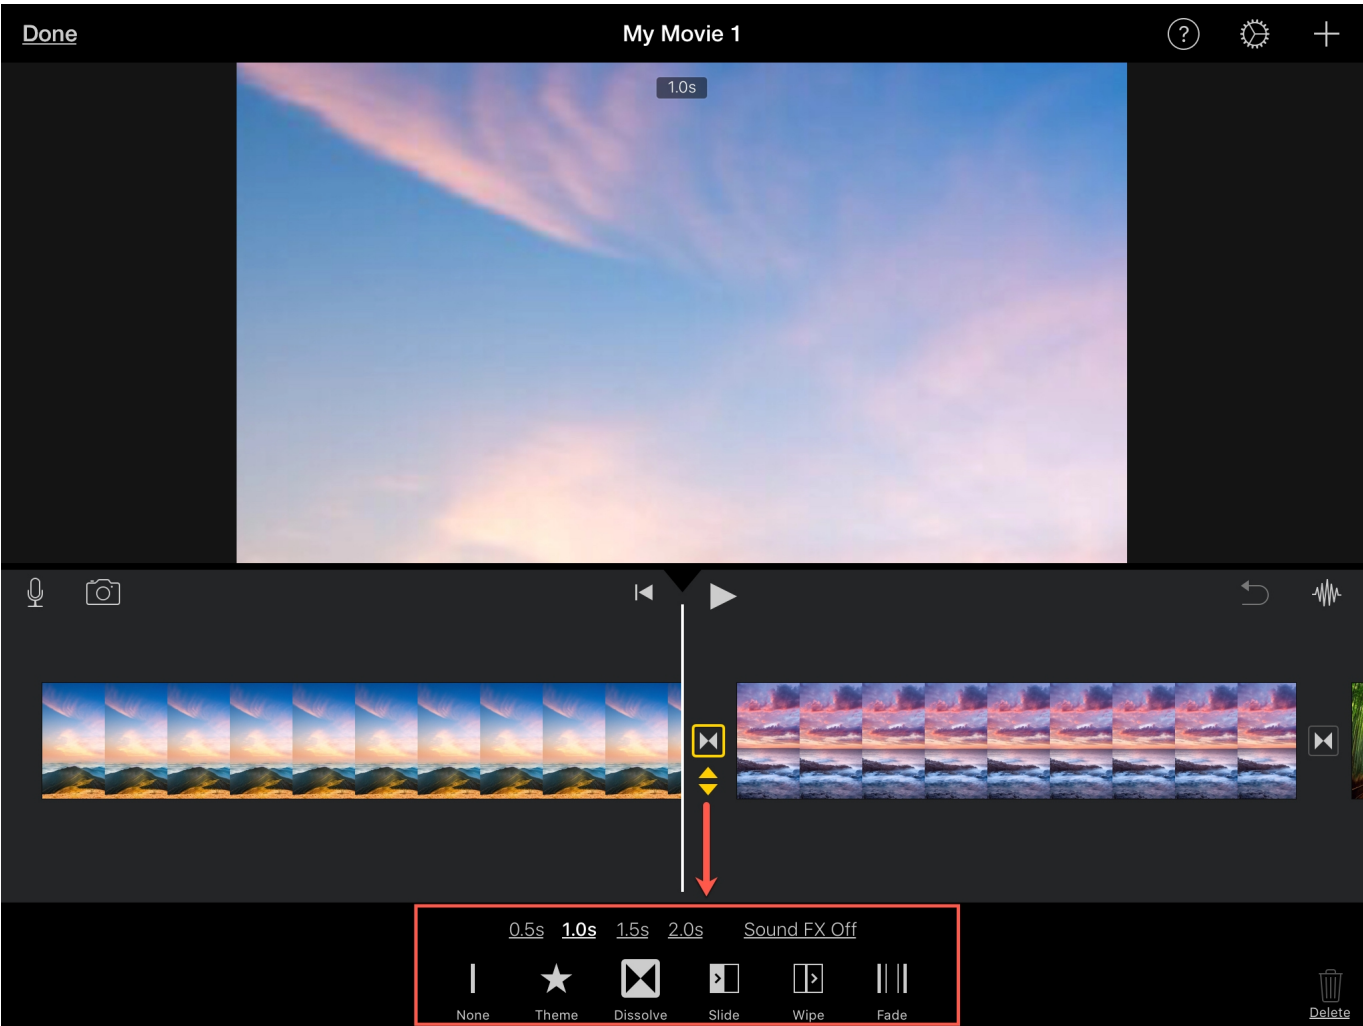 Done
My Movie 1
?
1.0s
0.5s 1.0s 1.5s 2.0s Sound FX Off
None Theme Dissolve Slide Wipe Fade
Delete